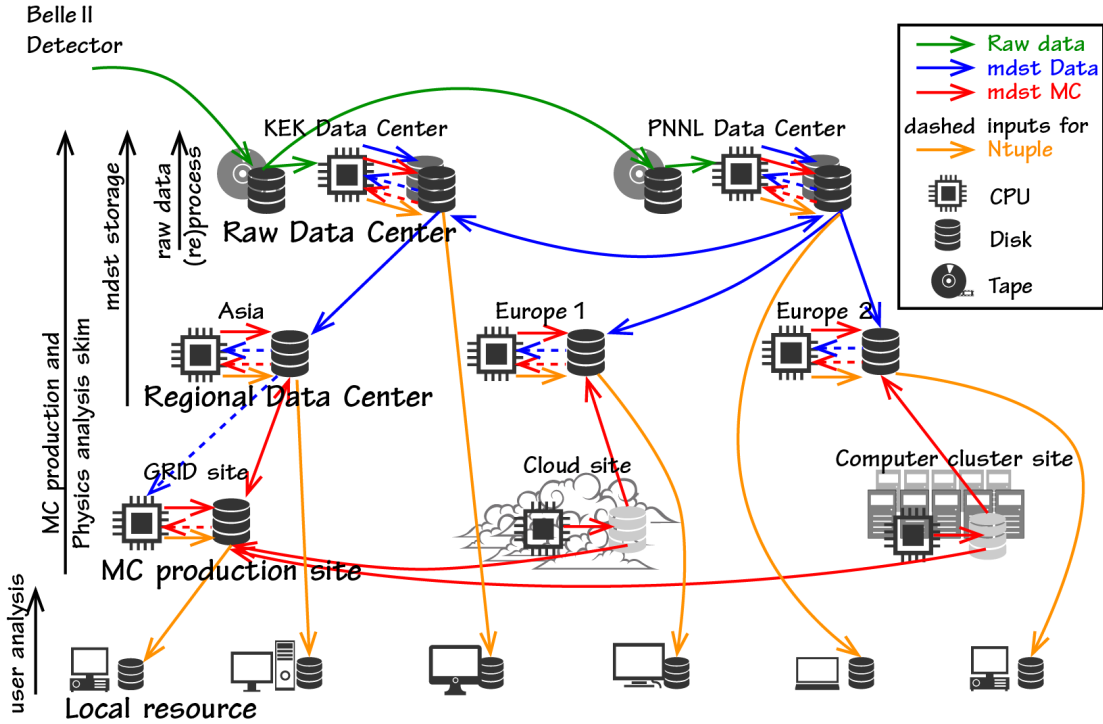 Belle II
Detector
Raw data
mdst Data
mdst MC
dashed inputs for
Ntuple
CPU
Disk
Tape
KEK Data Center
PNNL Data Center
Raw Data Center
raw data
(re)process
mdst storage
MC production and
Physics analysis skim
Asia
Europe 1
Europe 2
Regional Data Center
GRID site
Cloud site
Computer cluster site
MC production site
user analysis
Local resource